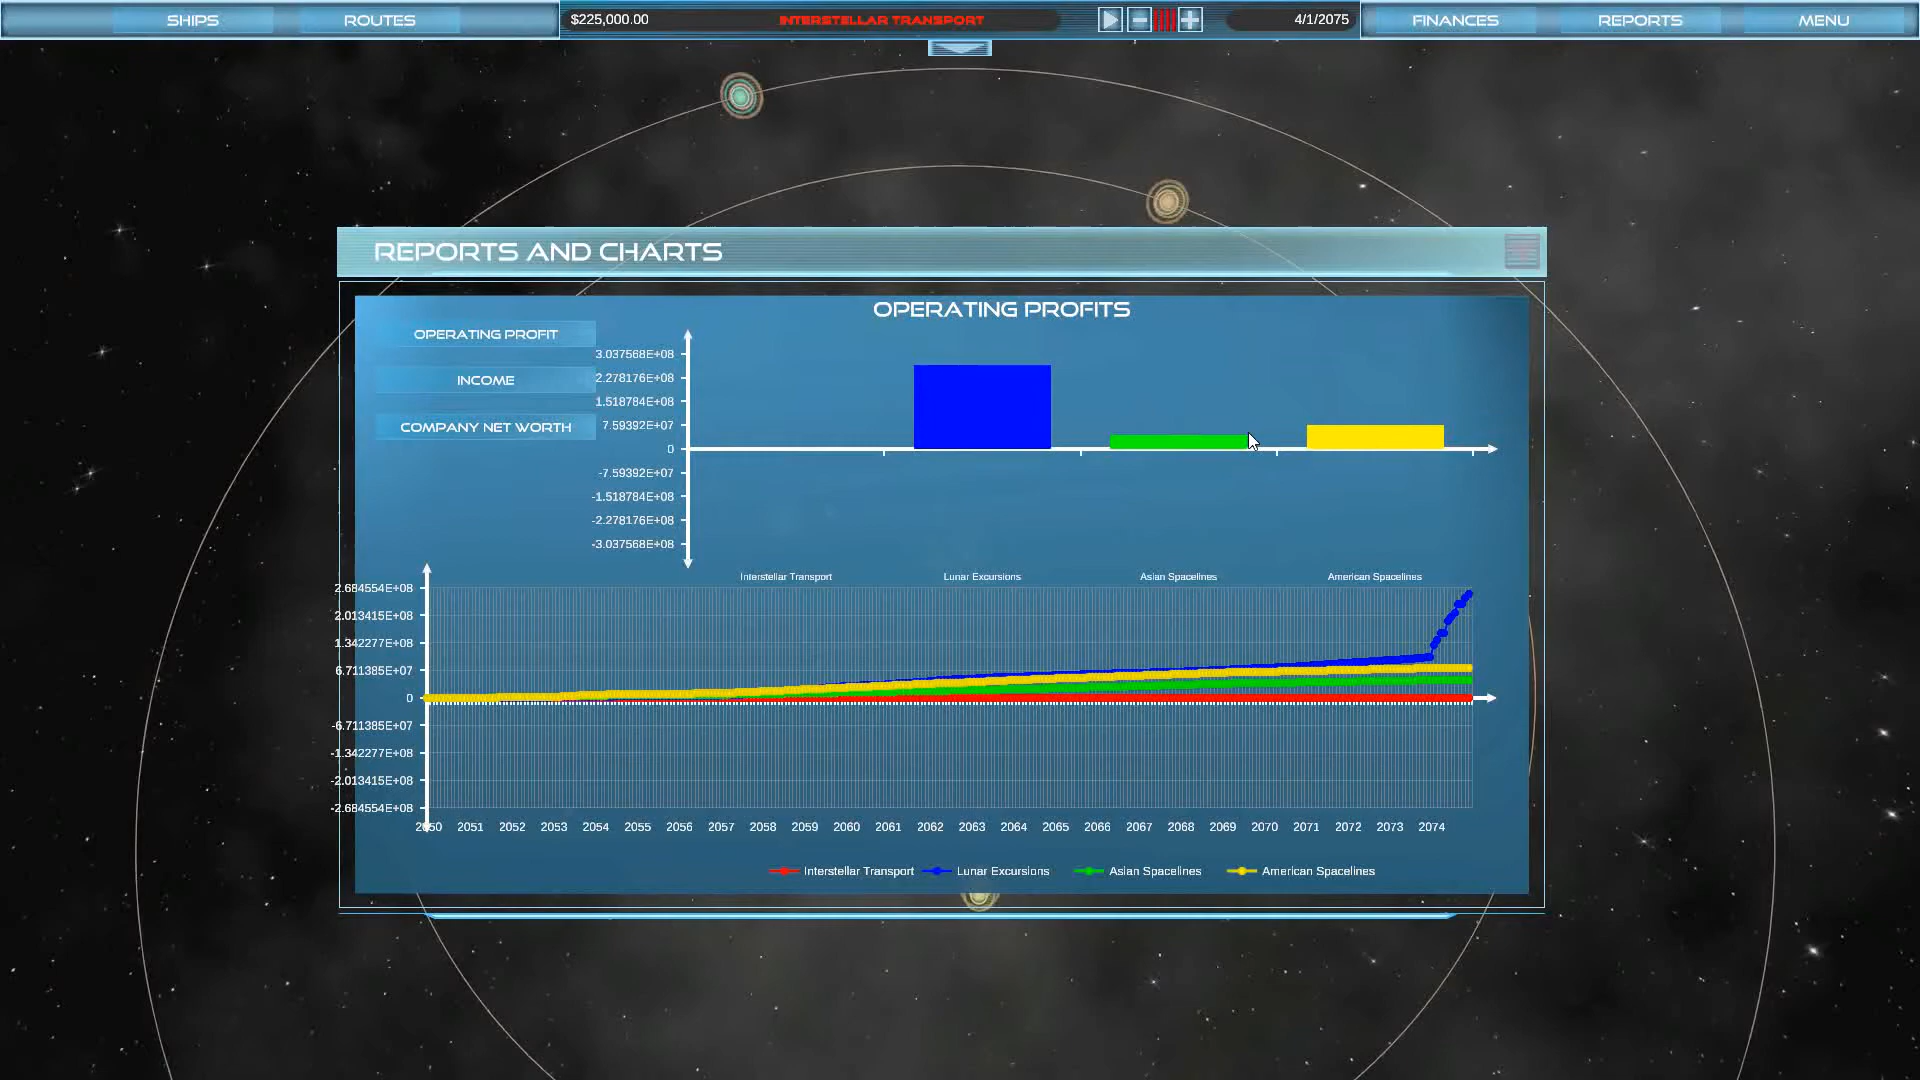 SHIPS
ROUTES
$225,000.00
INTERSTELLAR TRANSPORT
4/1/2075
FINANCES
REPORTS
MENU
REPORTS AND CHARTS
OPERATING PROFITS
OPERATING PROFIT
INCOME
COMPANY NET WORTH
3.037568E+08
2.278176E+08
1.518784E+08
7.59392E+07
0
-7.59392E+07
-1.518784E+08
-2.278176E+08
-3.037568E+08
Interstellar Transport
Lunar Excursions
Asian Spacelines
American Spacelines
2.684554E+08
2.013415E+08
1.342277E+08
6.711385E+07
0
-6.711385E+07
-1.342277E+08
-2.013415E+08
-2.684554E+08
2050 2051 2052 2053 2054 2055 2056 2057 2058 2059 2060 2061 2062 2063 2064 2065 2066 2067 2068 2069 2070 2071 2072 2073 2074
Interstellar Transport Lunar Excursions Asian Spacelines American Spacelines